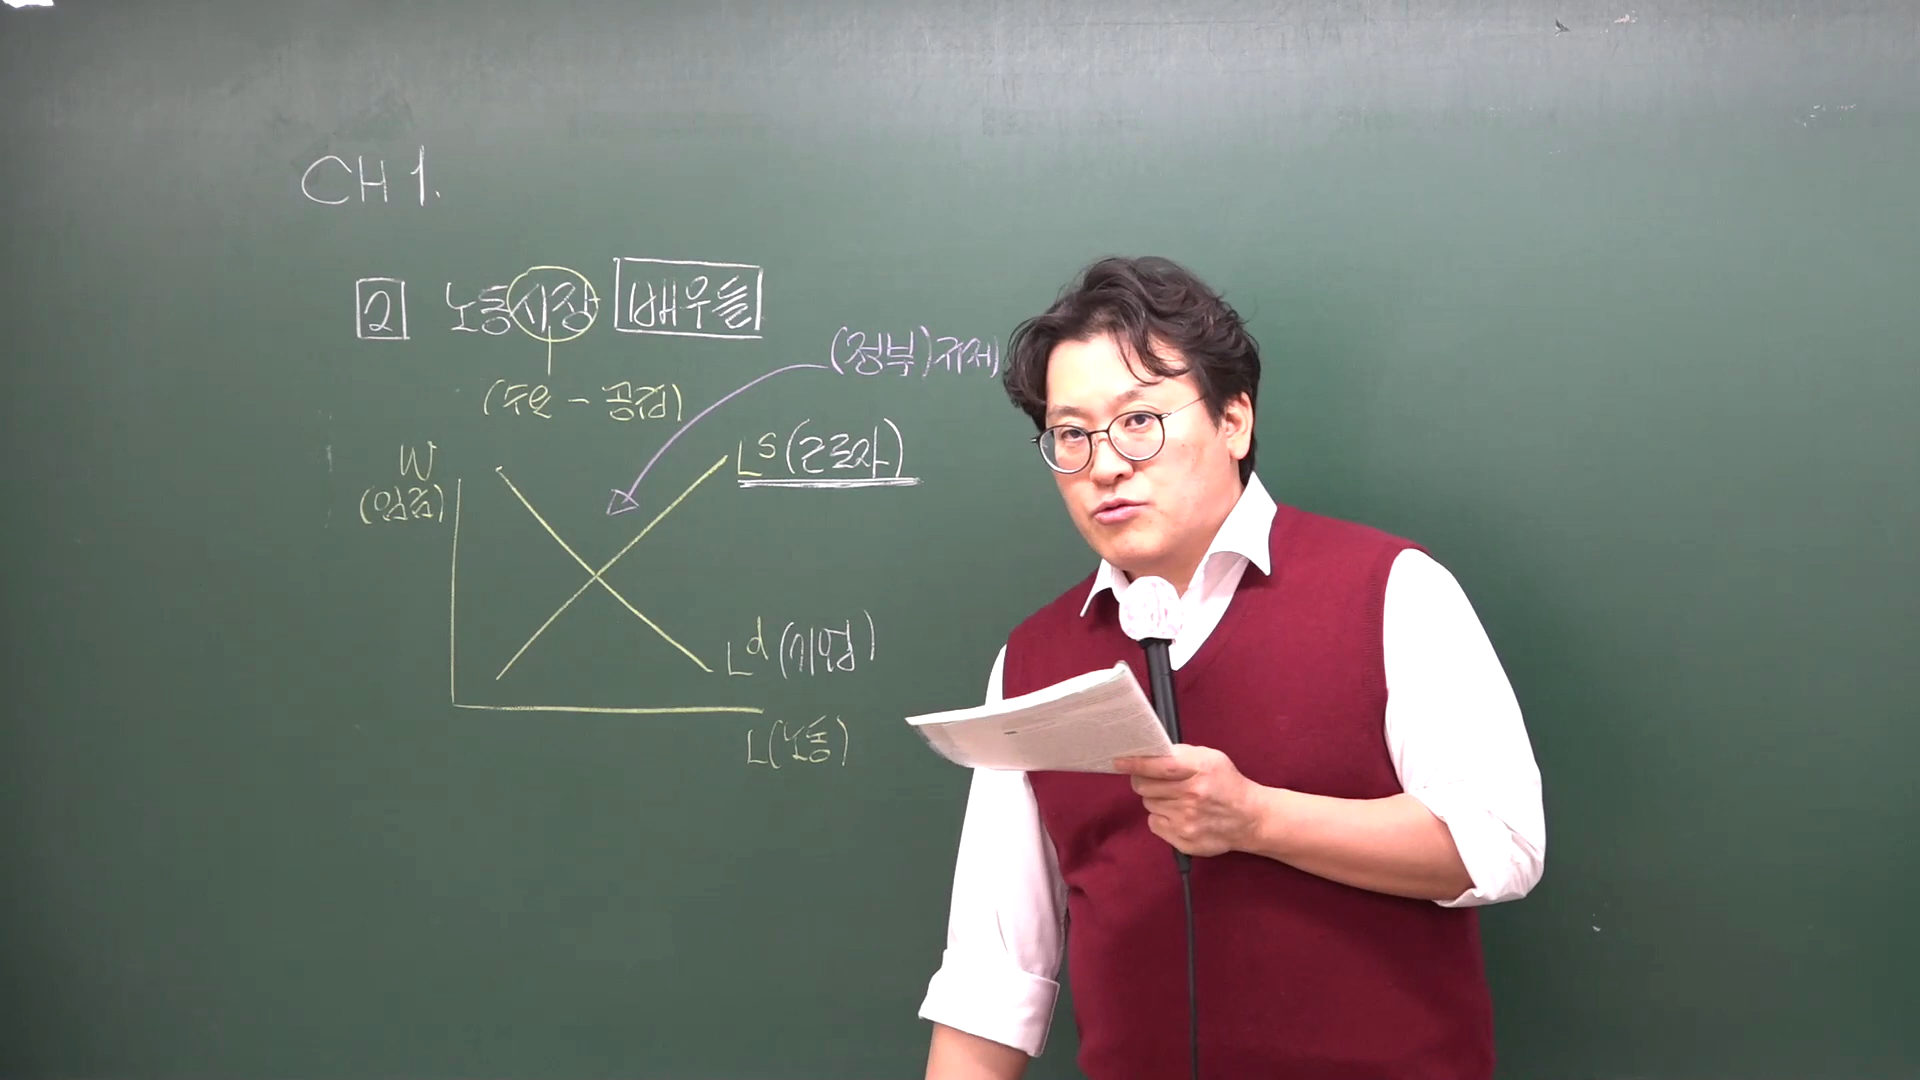 CH 1.
2 노동시장 배우들
(정부)규제
(수요 - 공급)
W
(임금)
L^s (근로자)
L^d (기업)
L(노동)